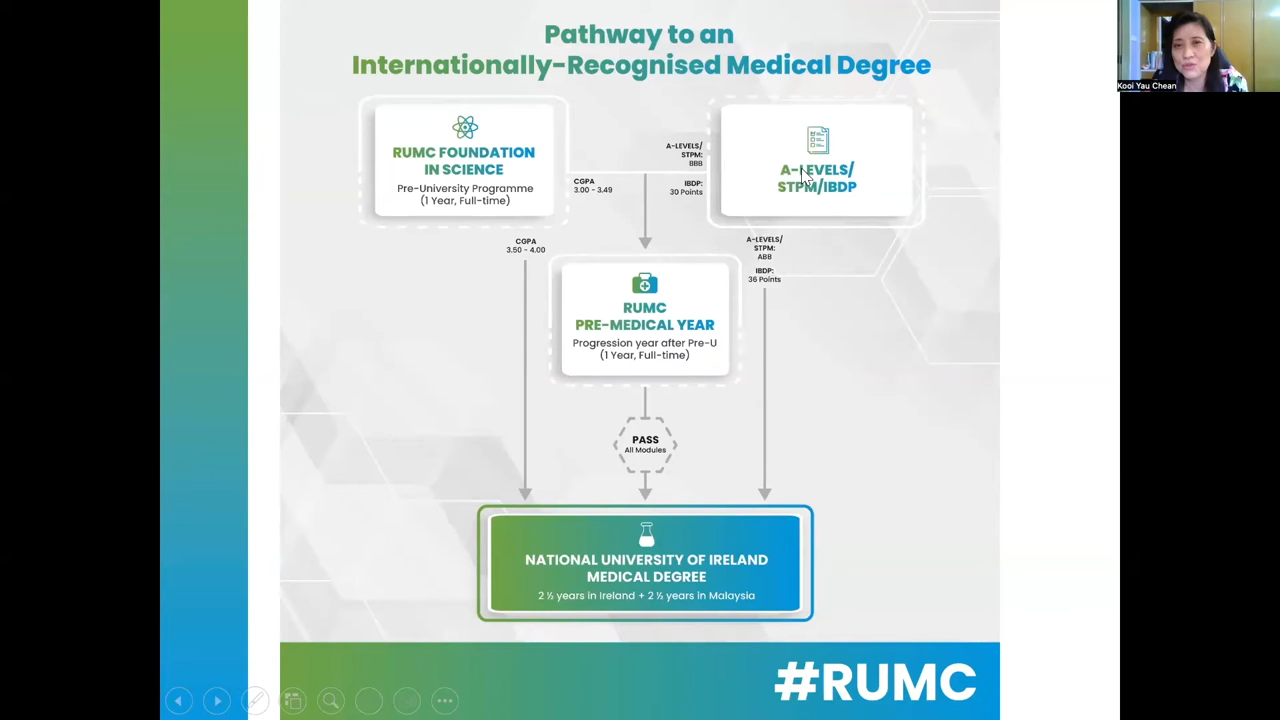 Pathway to an
Internationally-Recognised Medical Degree
RUMC FOUNDATION
IN SCIENCE
Pre-University Programme
(1 Year, Full-time)
CGPA
3.00 - 3.49
A-LEVELS/
STPM:
BBB
IBDP:
30 Points
A-LEVELS/
STPM/IBDP
CGPA
3.50 - 4.00
A-LEVELS/
STPM:
ABB
IBDP:
36 Points
RUMC
PRE-MEDICAL YEAR
Progression year after Pre-U
(1 Year, Full-time)
PASS
All Modules
NATIONAL UNIVERSITY OF IRELAND
MEDICAL DEGREE
2 ½ years in Ireland + 2 ½ years in Malaysia
#RUMC
Kooi Yau Chean